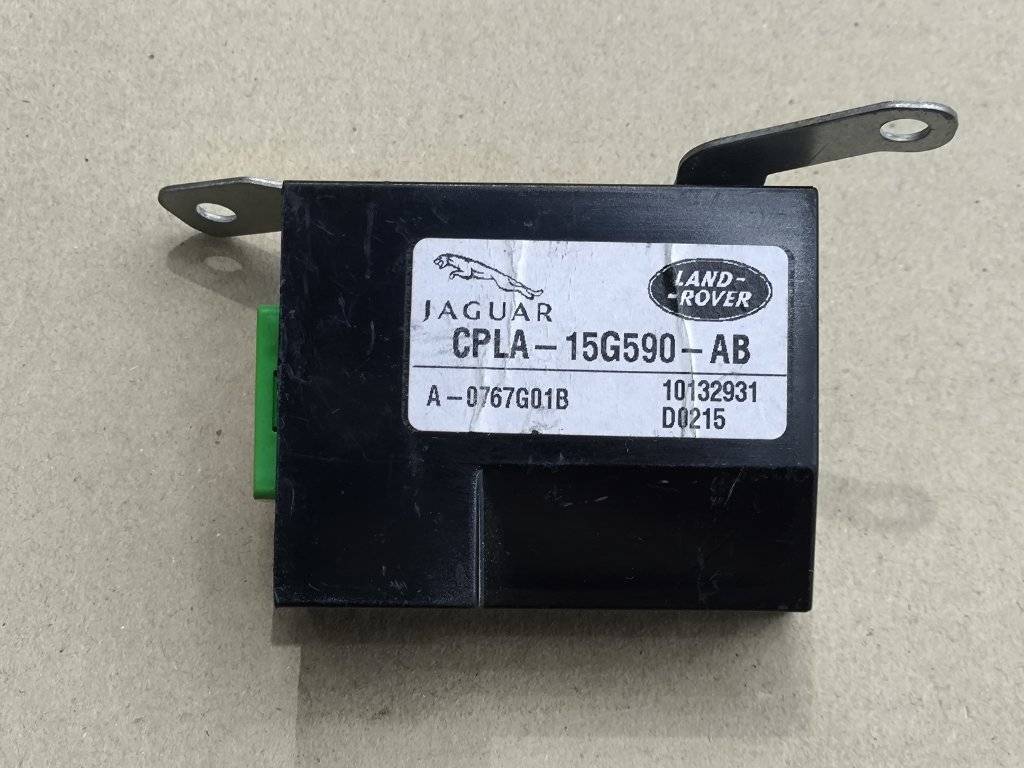 JAGUAR
LAND-
-ROVER
CPLA-15G590-AB
A-0767G01B
10132931
D0215